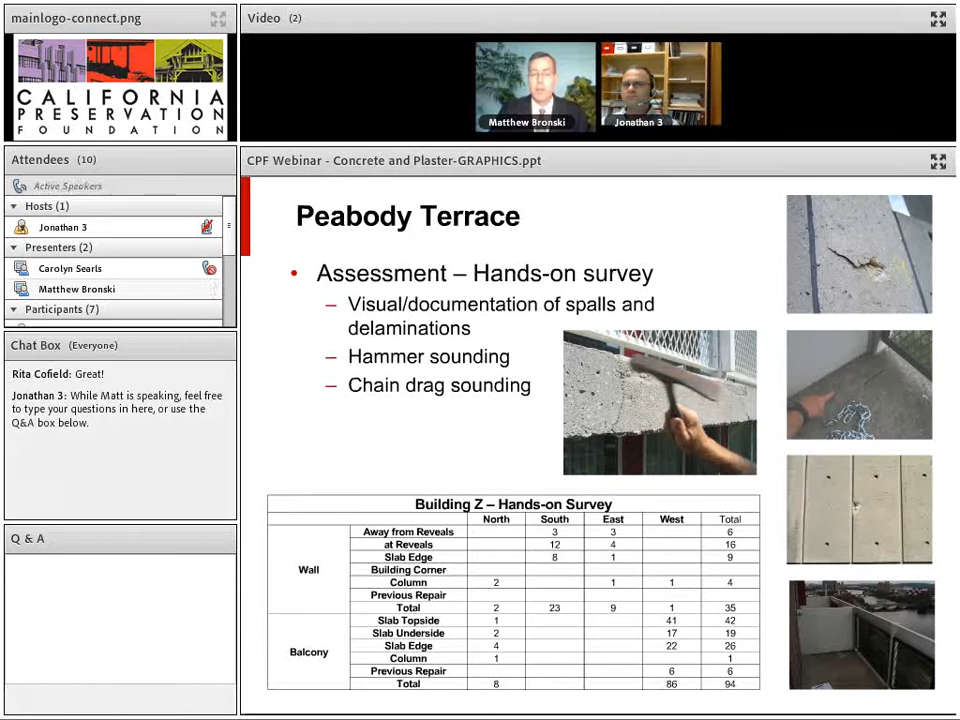 mainlogo-connect.png
CALIFORNIA
PRESERVATION
FOUNDATION
Video (2)
Matthew Bronski
Jonathan 3
Attendees (10)
Active Speakers
Hosts (1)
Jonathan 3
Presenters (2)
Carolyn Searls
Matthew Bronski
Participants (7)
Chat Box (Everyone)
Rita Cofield: Great!
Jonathan 3: While Matt is speaking, feel free
to type your questions in here, or use the
Q&A box below.
Q & A
CPF Webinar - Concrete and Plaster-GRAPHICS.ppt
Peabody Terrace
• Assessment – Hands-on survey
– Visual/documentation of spalls and
delaminations
– Hammer sounding
– Chain drag sounding
Building Z – Hands-on Survey
North South East West Total
Wall
Away from Reveals 3 3 6
at Reveals 12 4 16
Slab Edge 8 1 9
Building Corner
Column 2 1 1 4
Previous Repair
Total 2 23 9 1 35
Balcony
Slab Topside 1 41 42
Slab Underside 2 17 19
Slab Edge 4 22 26
Column 1 1
Previous Repair 6 6
Total 8 86 94